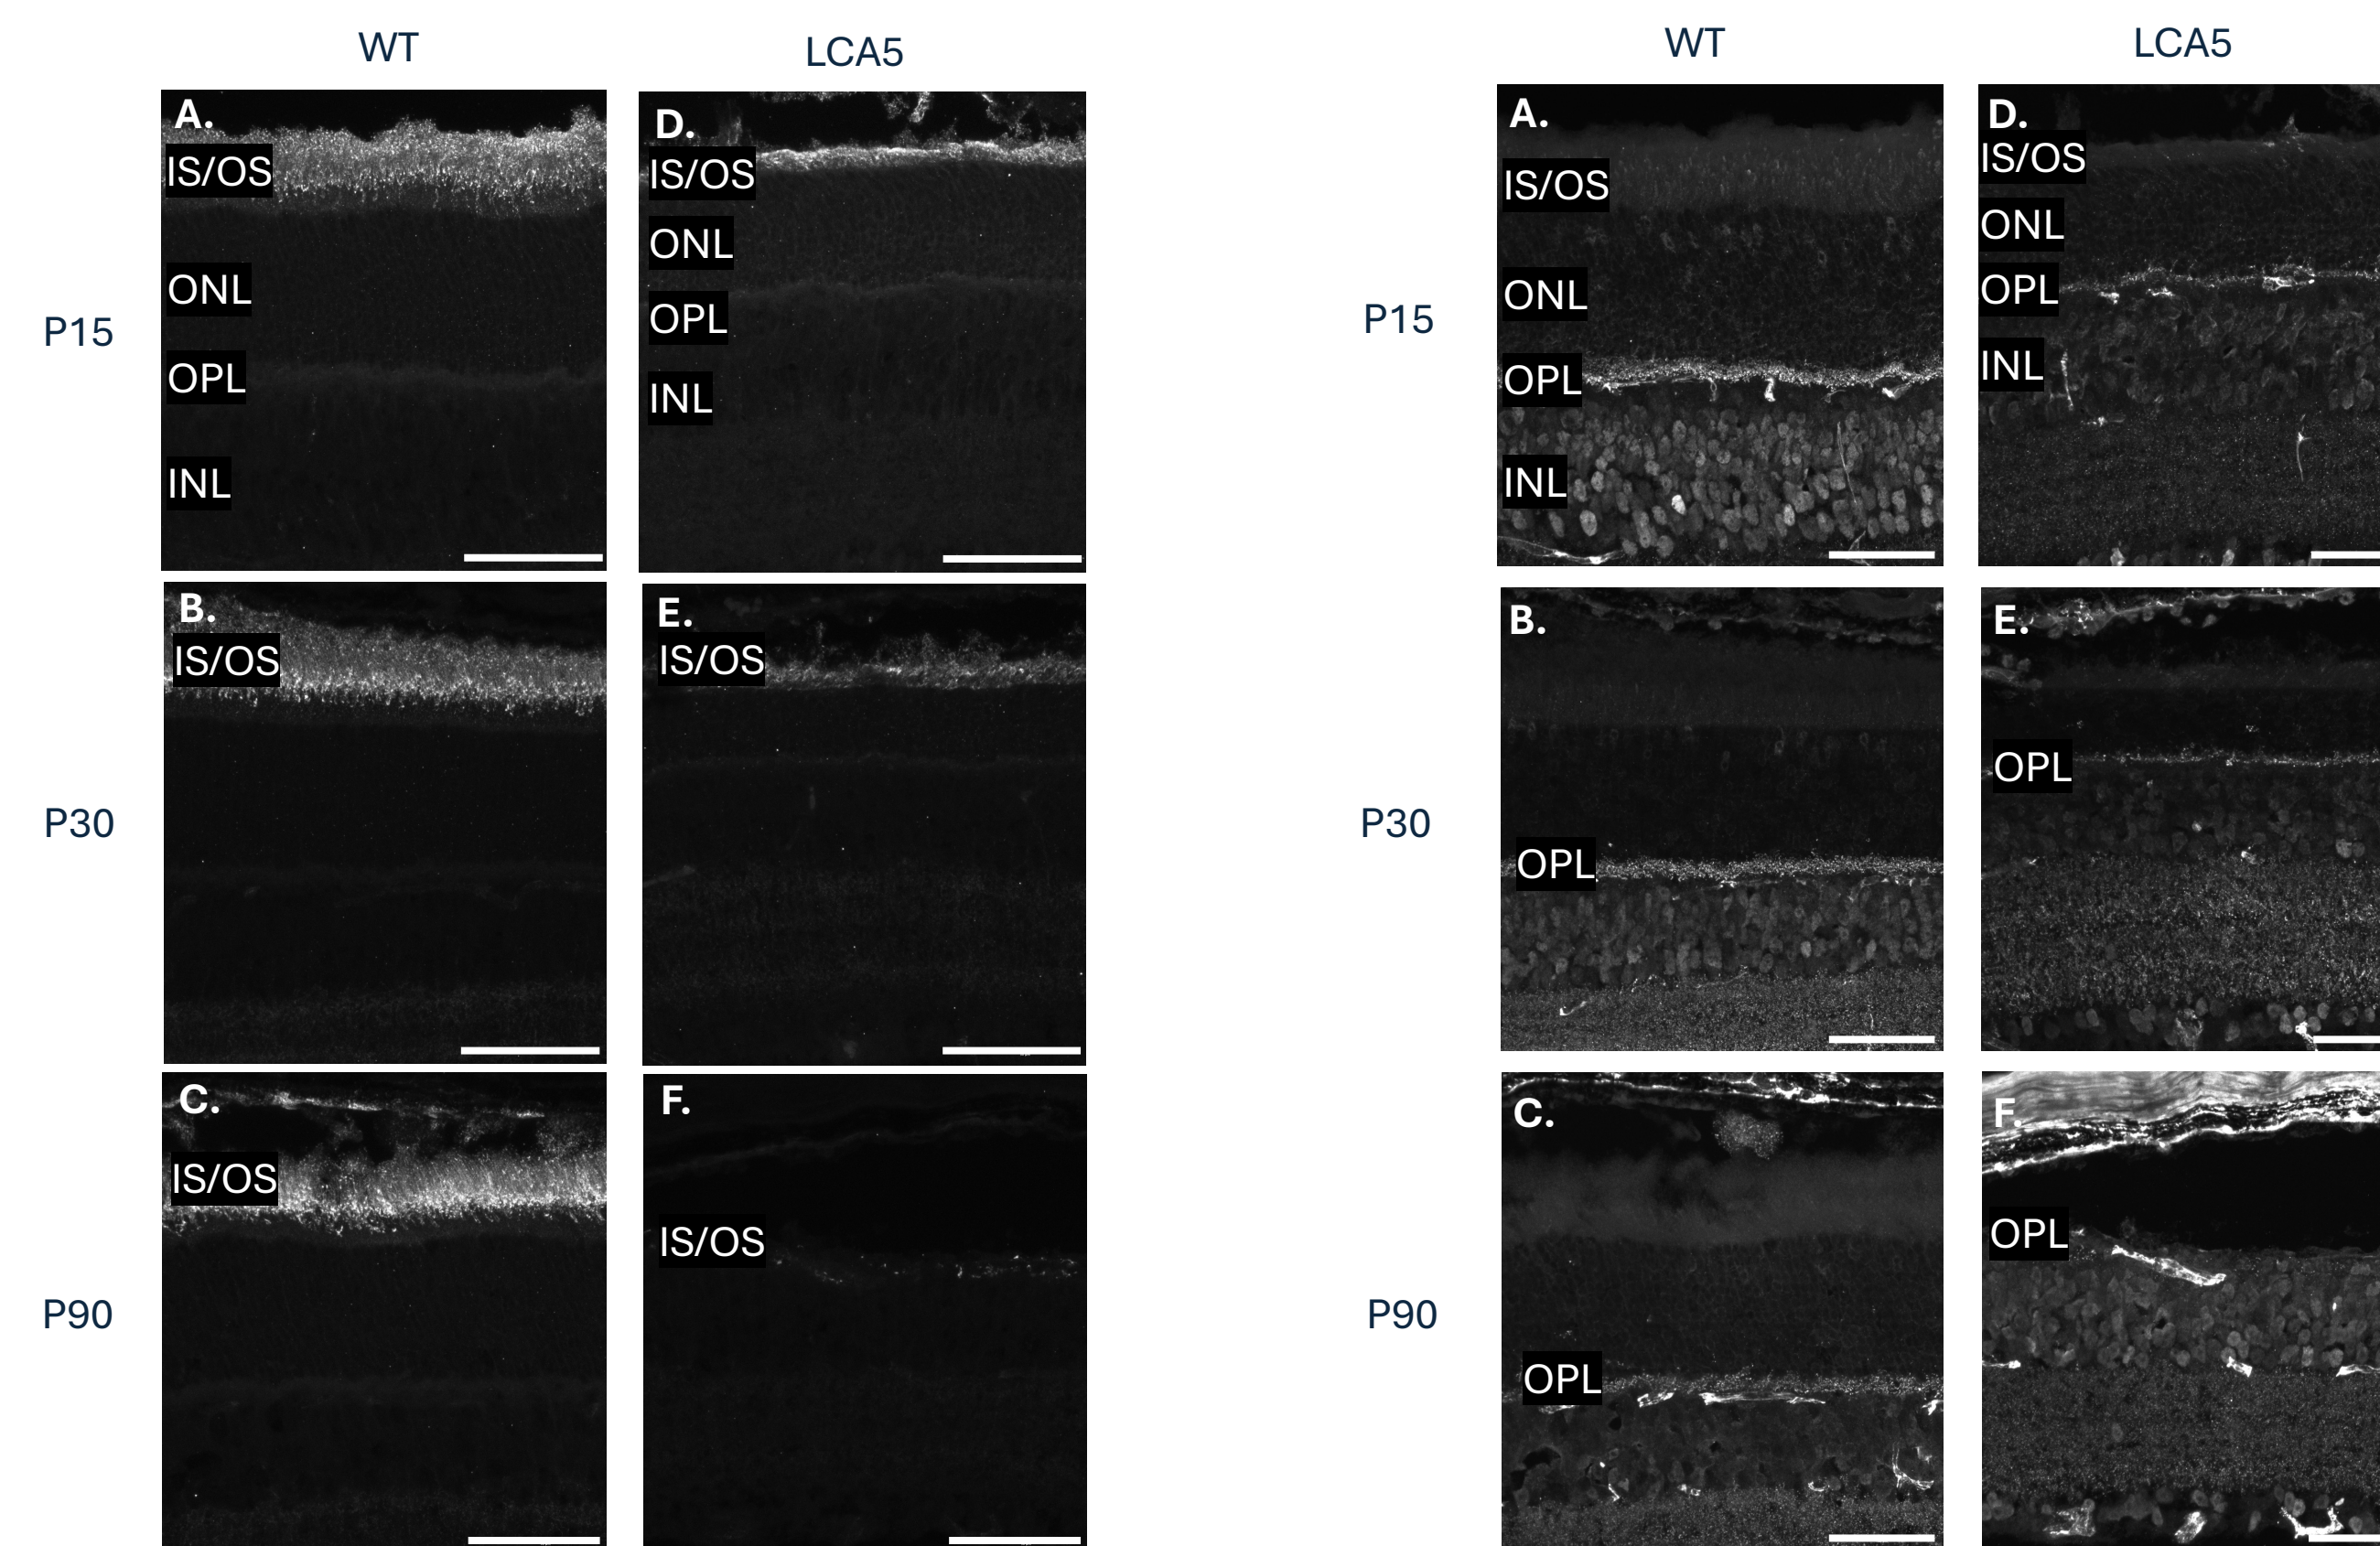 WT
LCA5
P15
A.
IS/OS
ONL
OPL
INL
D.
IS/OS
ONL
OPL
INL
P30
B.
IS/OS
E.
IS/OS
P90
C.
IS/OS
F.
IS/OS
WT
LCA5
P15
A.
IS/OS
ONL
OPL
INL
D.
IS/OS
ONL
OPL
INL
P30
B.
OPL
E.
OPL
P90
C.
OPL
F.
OPL